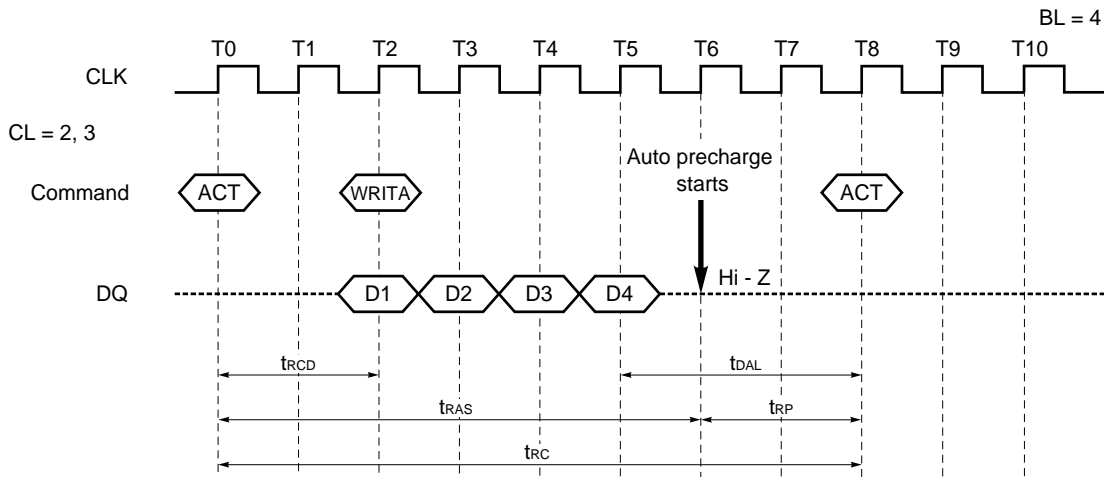 BL = 4
T0 T1 T2 T3 T4 T5 T6 T7 T8 T9 T10
CLK
CL = 2, 3
Auto precharge
starts
Command ACT WRITA ACT
Hi - Z
DQ D1 D2 D3 D4
tRCD tDAL
tRAS tRP
tRC